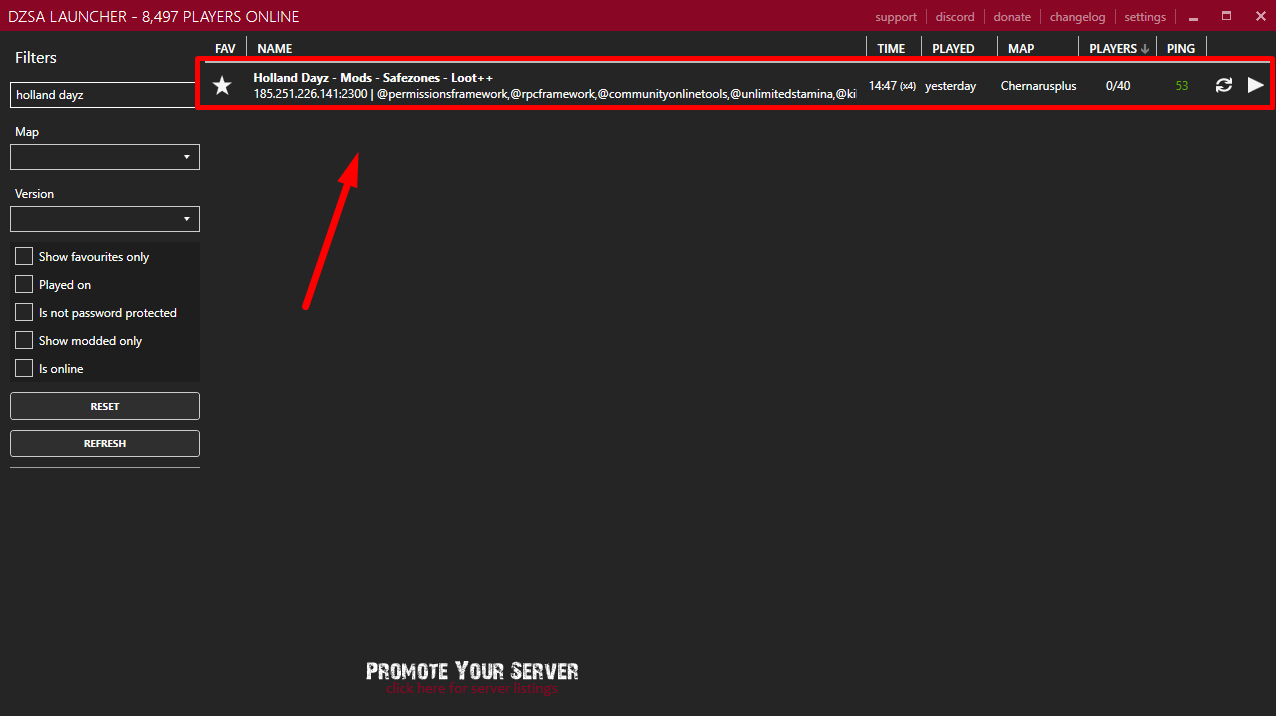 DZSA LAUNCHER - 8,497 PLAYERS ONLINE
support discord donate changelog settings
Filters
holland dayz
Map
Version
Show favourites only
Played on
Is not password protected
Show modded only
Is online
RESET
REFRESH
FAV NAME TIME PLAYED MAP PLAYERS PING
Holland Dayz - Mods - Safezones - Loot++
185.251.226.141:2300 | @permissionsframework,@rpcframework,@communityonlinetools,@unlimitedstamina,@ki
14:47 (x4) yesterday Chernarusplus 0/40 53
PROMOTE YOUR SERVER
click here for server listings